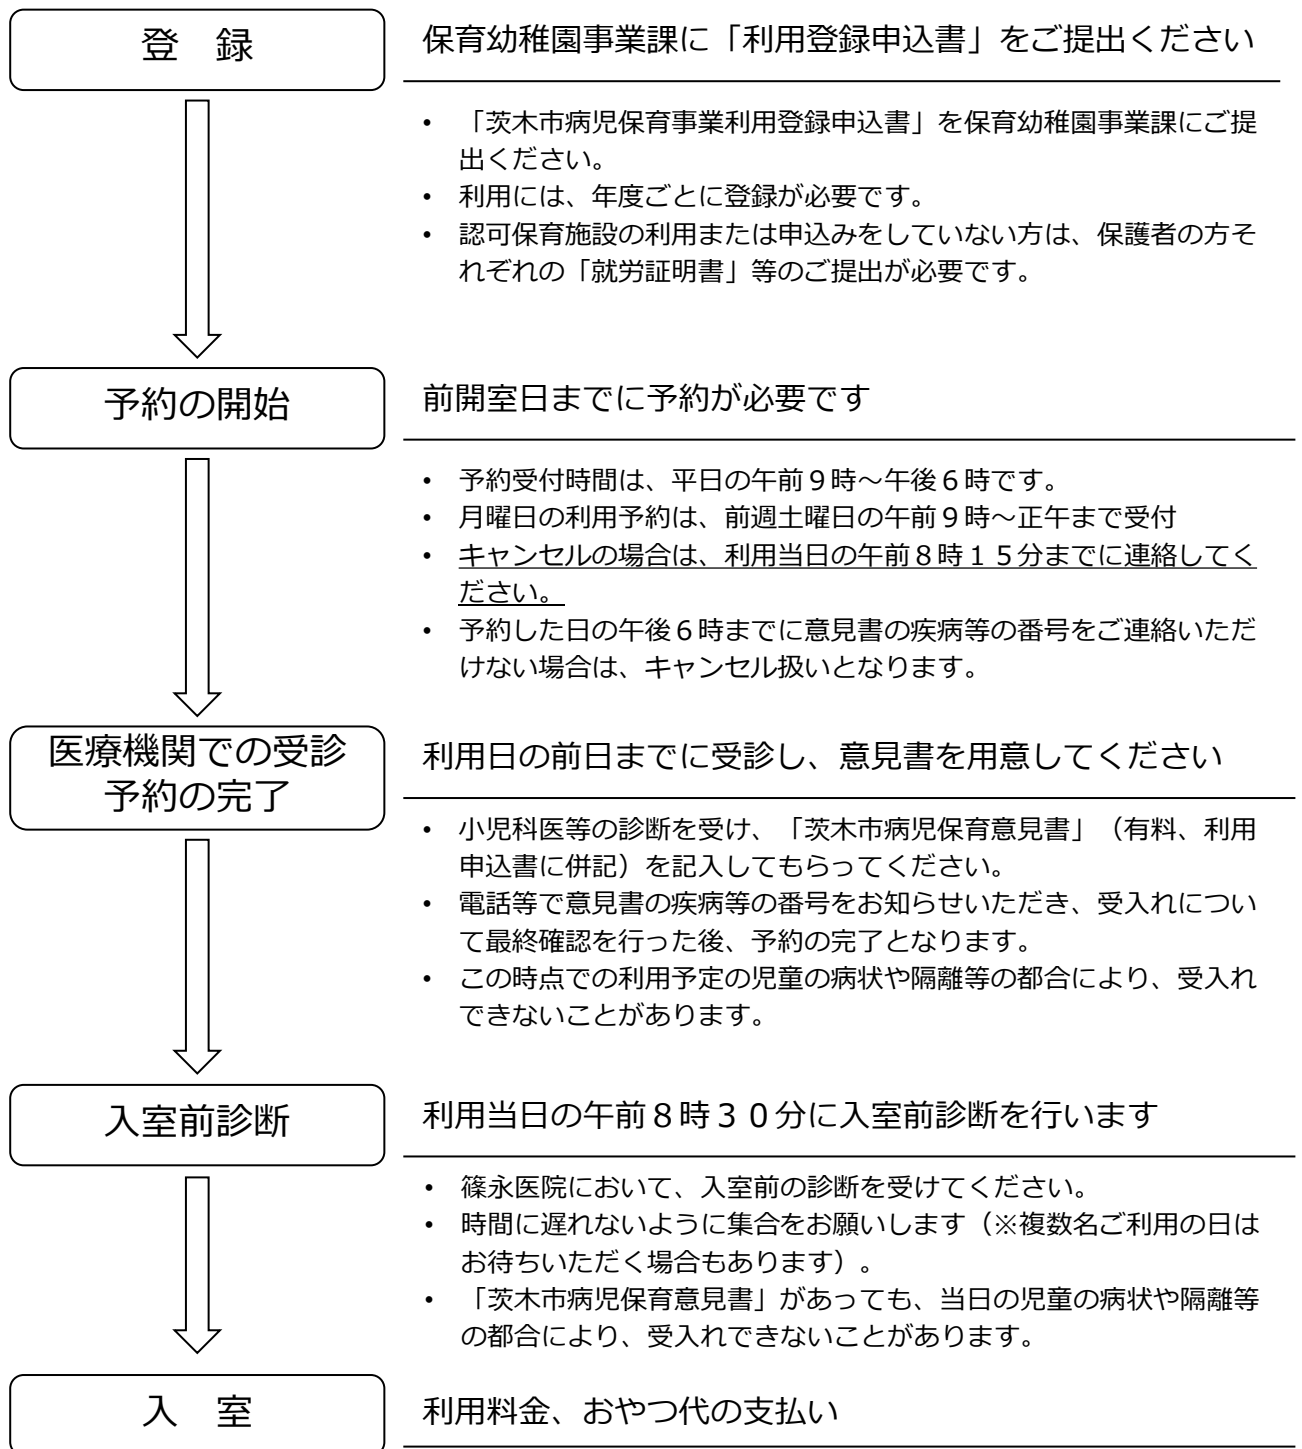 登　録
保育幼稚園事業課に「利用登録申込書」をご提出ください
• 「茨木市病児保育事業利用登録申込書」を保育幼稚園事業課にご提
出ください。
• 利用には、年度ごとに登録が必要です。
• 認可保育施設の利用または申込みをしていない方は、保護者の方そ
れぞれの「就労証明書」等のご提出が必要です。
予約の開始
前開室日までに予約が必要です
• 予約受付時間は、平日の午前９時～午後６時です。
• 月曜日の利用予約は、前週土曜日の午前９時～正午まで受付
• キャンセルの場合は、利用当日の午前８時１５分までに連絡してく
ださい。
• 予約した日の午後６時までに意見書の疾病等の番号をご連絡いただ
けない場合は、キャンセル扱いとなります。
医療機関での受診
予約の完了
利用日の前日までに受診し、意見書を用意してください
• 小児科医等の診断を受け、「茨木市病児保育意見書」（有料、利用
申込書に併記）を記入してもらってください。
• 電話等で意見書の疾病等の番号をお知らせいただき、受入れについ
て最終確認を行った後、予約の完了となります。
• この時点での利用予定の児童の病状や隔離等の都合により、受入れ
できないことがあります。
入室前診断
利用当日の午前８時３０分に入室前診断を行います
• 篠永医院において、入室前の診断を受けてください。
• 時間に遅れないように集合をお願いします（※複数名ご利用の日は
お待ちいただく場合もあります）。
• 「茨木市病児保育意見書」があっても、当日の児童の病状や隔離等
の都合により、受入れできないことがあります。
入　室
利用料金、おやつ代の支払い